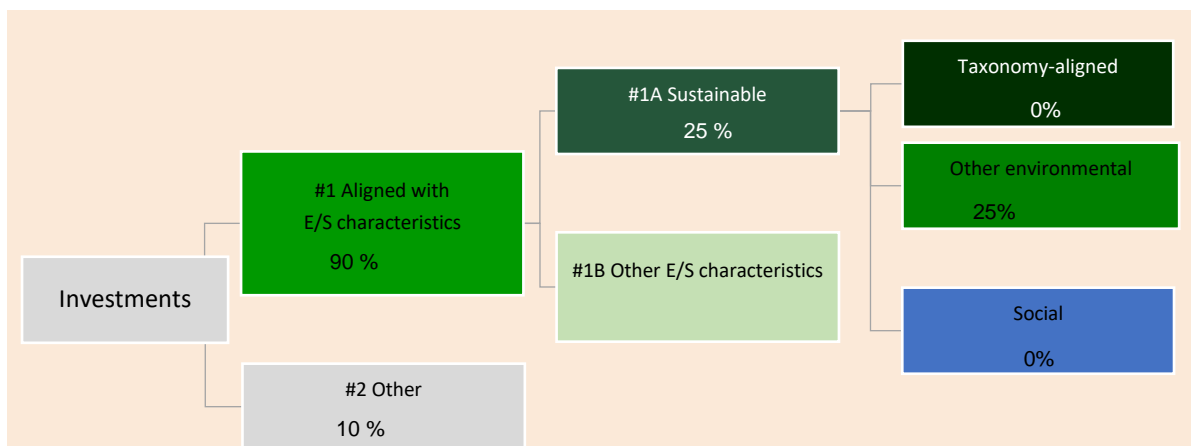 Investments
#1 Aligned with
E/S characteristics
90 %
#2 Other
10 %
#1A Sustainable
25 %
#1B Other E/S characteristics
Taxonomy-aligned
0%
Other environmental
25%
Social
0%